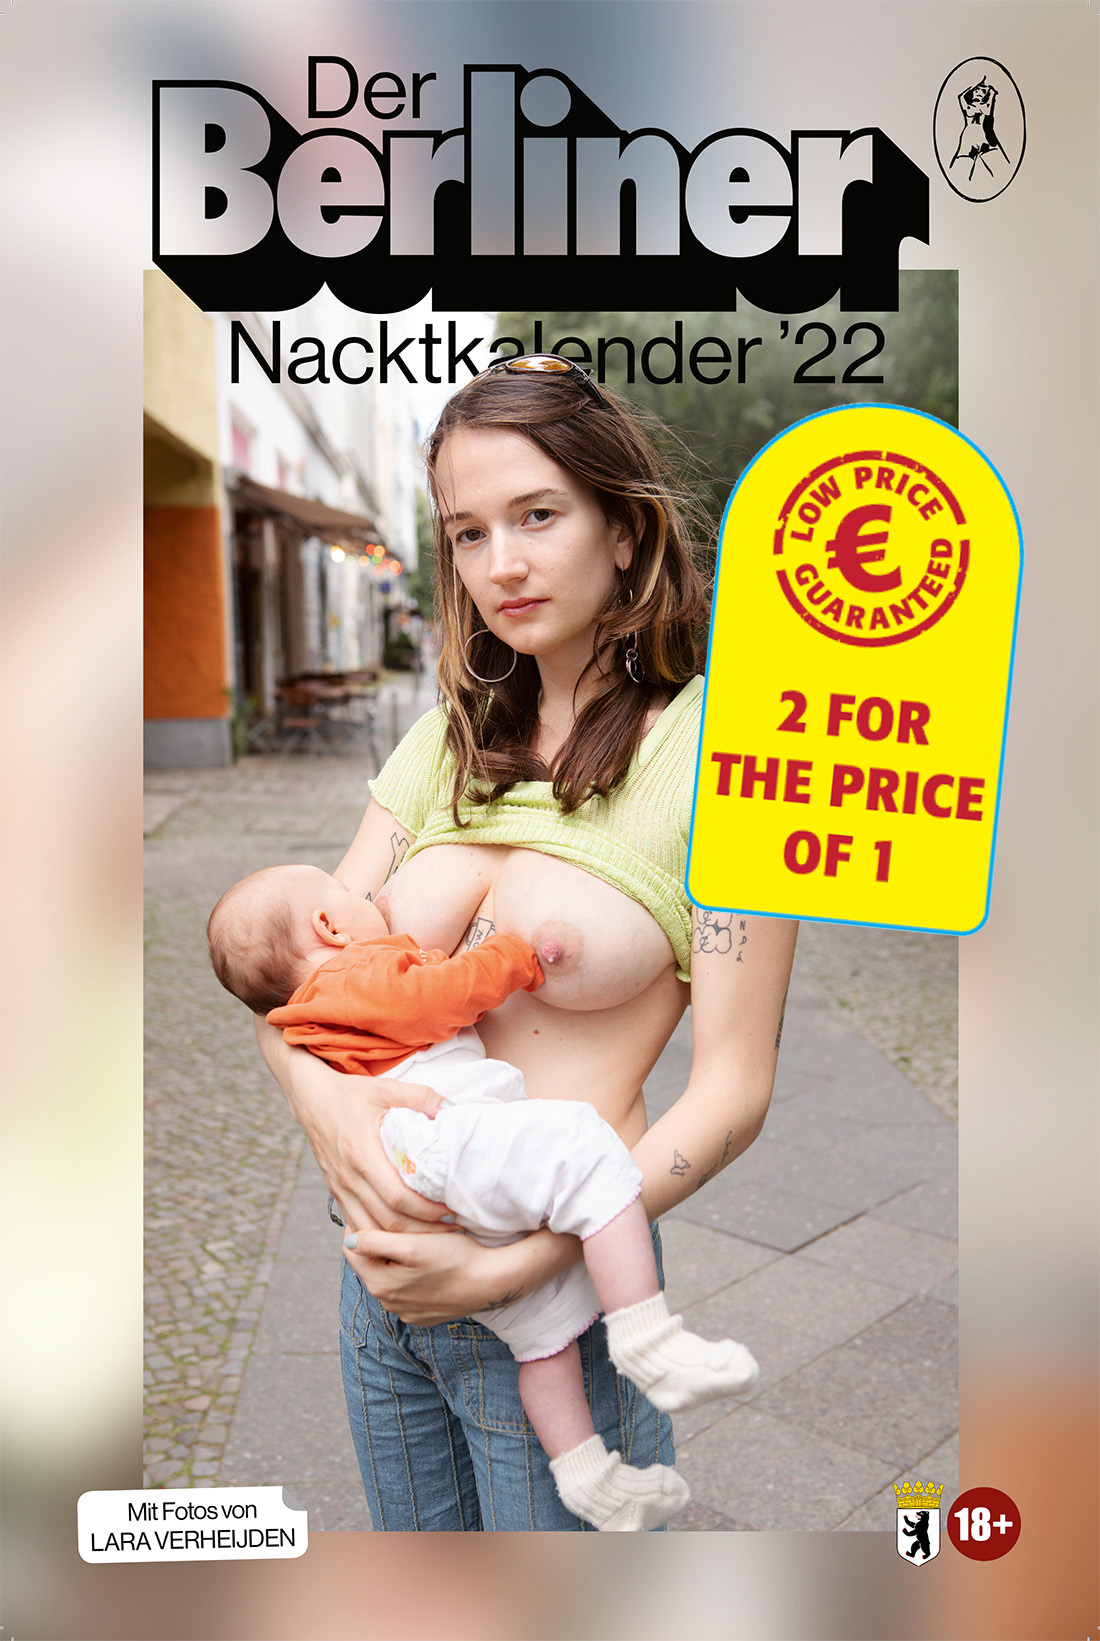 Der
Berliner
Nacktkalender ’22
LOW PRICE
€
GUARANTEED
2 FOR
THE PRICE
OF 1
Mit Fotos von
LARA VERHEIJDEN
18+